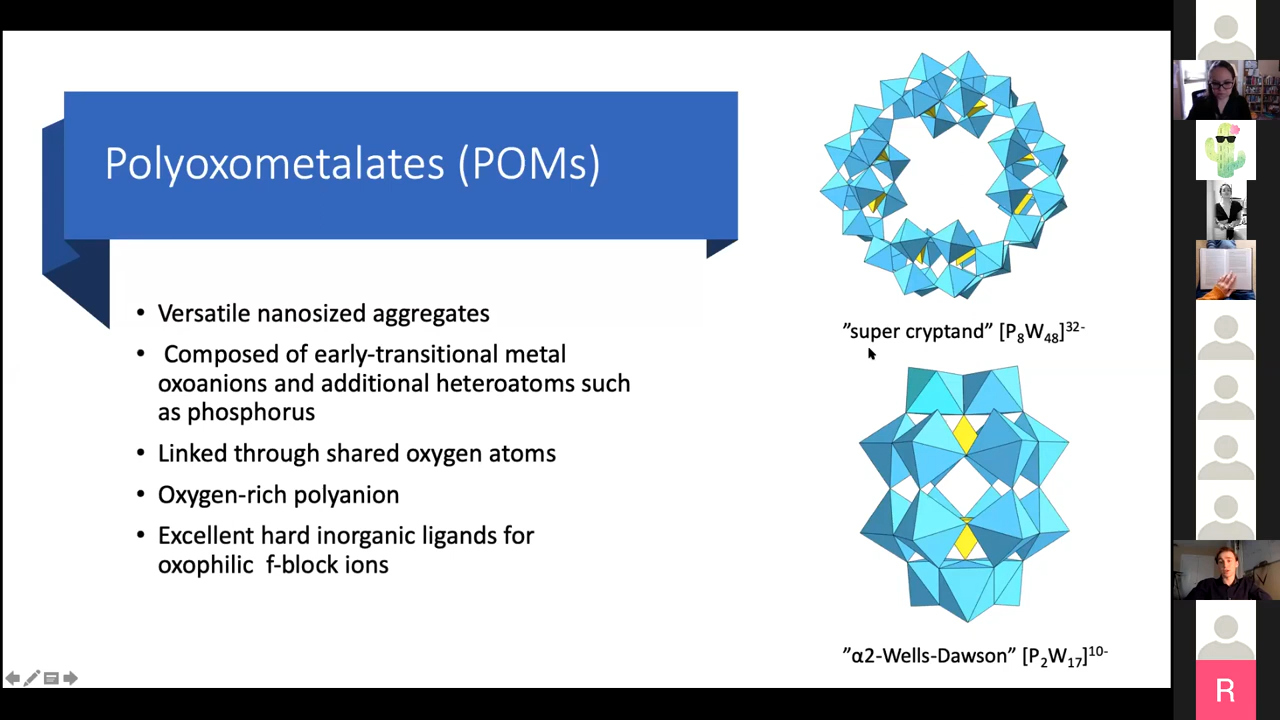 Polyoxometalates (POMs)
• Versatile nanosized aggregates
• Composed of early-transitional metal
oxoanions and additional heteroatoms such
as phosphorus
• Linked through shared oxygen atoms
• Oxygen-rich polyanion
• Excellent hard inorganic ligands for
oxophilic f-block ions
”super cryptand” [P₈W₄₈]³²⁻
”α2-Wells-Dawson” [P₂W₁₇]¹⁰⁻
R